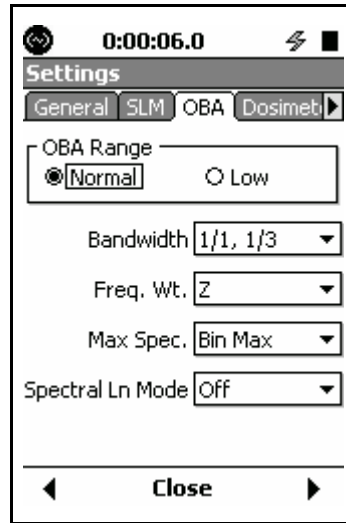 0:00:06.0
Settings
General SLM OBA Dosimet
OBA Range
Normal Low
Bandwidth 1/1, 1/3
Freq. Wt. Z
Max Spec. Bin Max
Spectral Ln Mode Off
Close